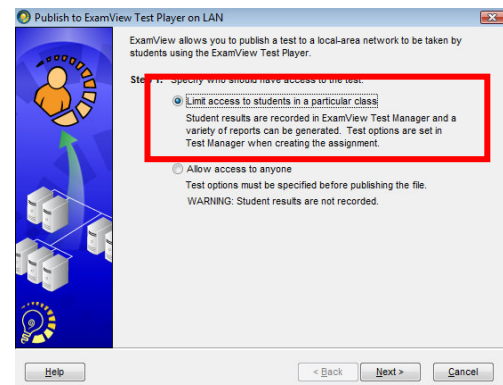 Publish to ExamView Test Player on LAN
ExamView allows you to publish a test to a local-area network to be taken by
students using the ExamView Test Player.
Step 1: Specify who should have access to the test.
Limit access to students in a particular class
Student results are recorded in ExamView Test Manager and a
variety of reports can be generated. Test options are set in
Test Manager when creating the assignment.
Allow access to anyone
Test options must be specified before publishing the file.
WARNING: Student results are not recorded.
Help
< Back
Next >
Cancel